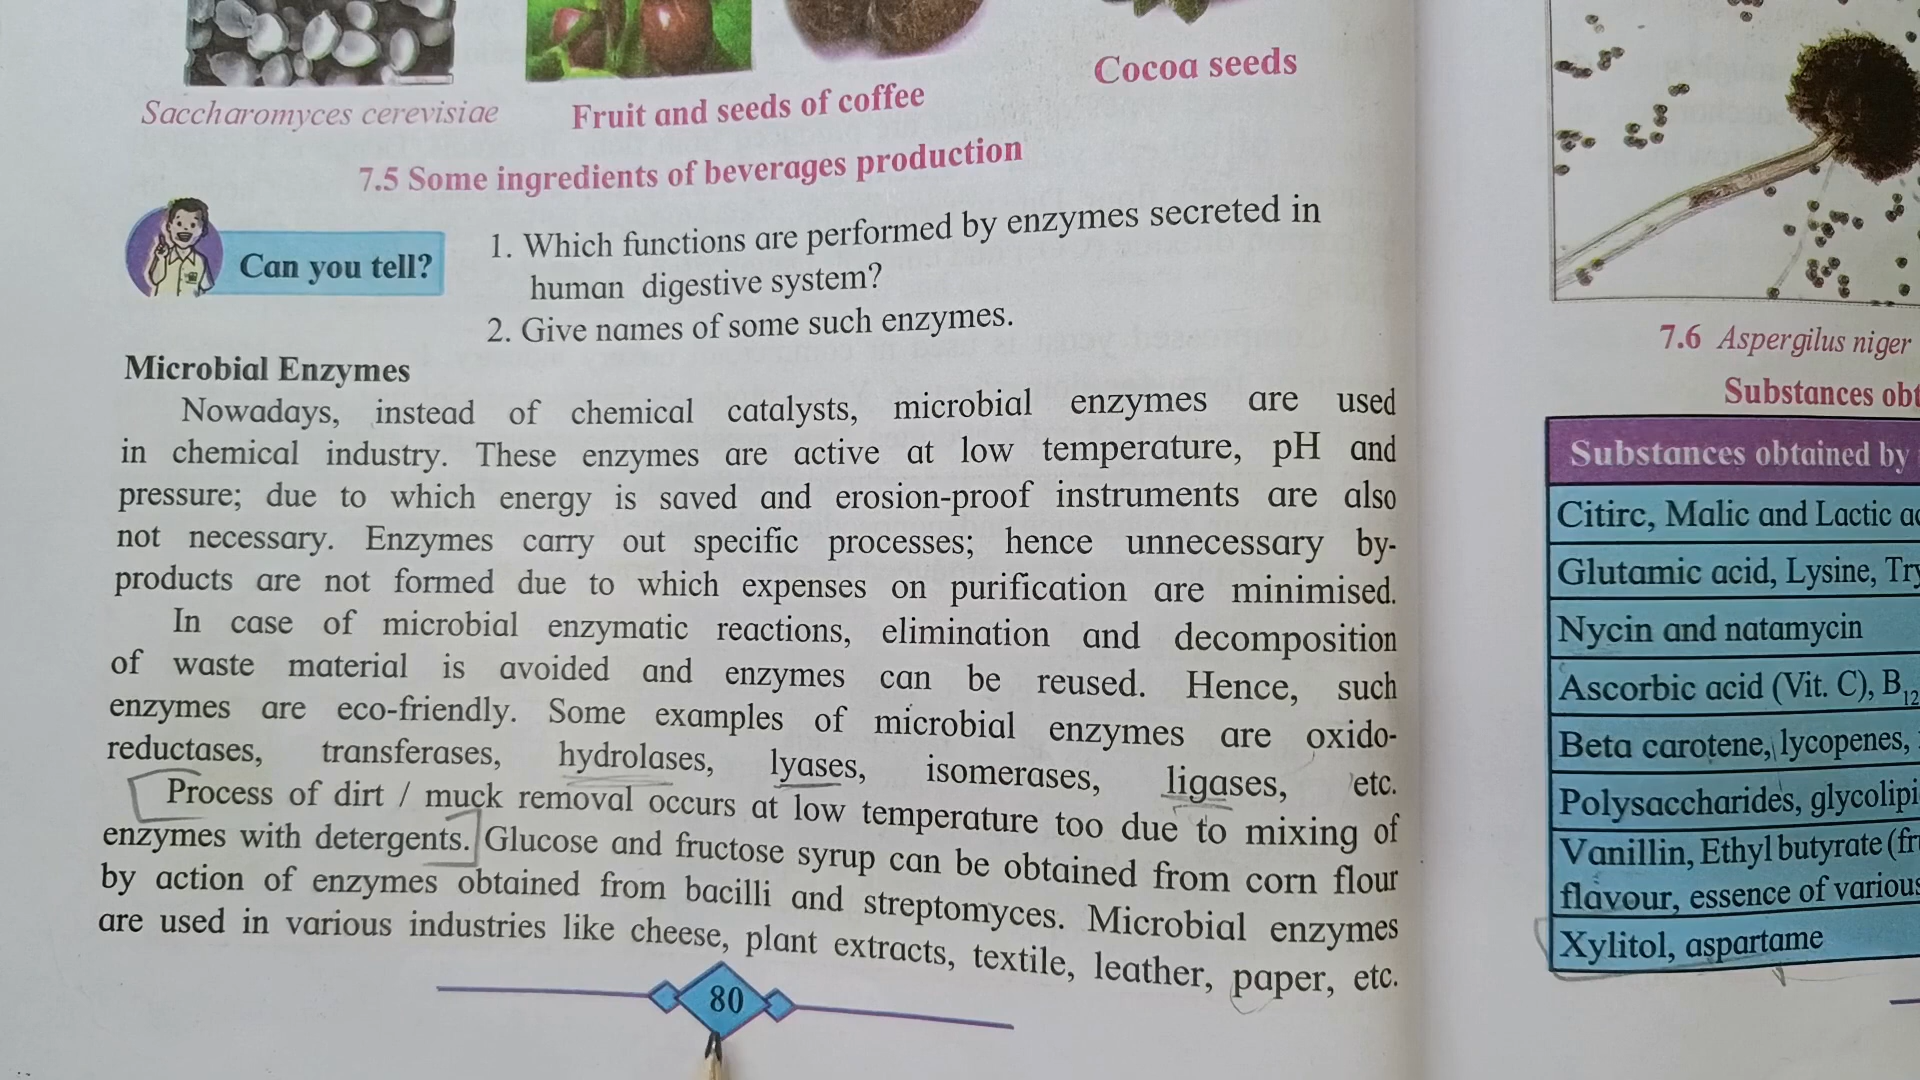 Saccharomyces cerevisiae
Fruit and seeds of coffee
Cocoa seeds
7.5 Some ingredients of beverages production
Can you tell?
1. Which functions are performed by enzymes secreted in
human digestive system?
2. Give names of some such enzymes.
Microbial Enzymes
Nowadays, instead of chemical catalysts, microbial enzymes are used
in chemical industry. These enzymes are active at low temperature, pH and
pressure; due to which energy is saved and erosion-proof instruments are also
not necessary. Enzymes carry out specific processes; hence unnecessary by-
products are not formed due to which expenses on purification are minimised.
In case of microbial enzymatic reactions, elimination and decomposition
of waste material is avoided and enzymes can be reused. Hence, such
enzymes are eco-friendly. Some examples of microbial enzymes are oxido-
reductases, transferases, hydrolases, lyases, isomerases, ligases, etc.
Process of dirt / muck removal occurs at low temperature too due to mixing of
enzymes with detergents. Glucose and fructose syrup can be obtained from corn flour
by action of enzymes obtained from bacilli and streptomyces. Microbial enzymes
are used in various industries like cheese, plant extracts, textile, leather, paper, etc.
80
7.6 Aspergilus niger
Substances obt
Substances obtained by
Citirc, Malic and Lactic ac
Glutamic acid, Lysine, Try
Nycin and natamycin
Ascorbic acid (Vit. C), B12
Beta carotene, lycopenes,
Polysaccharides, glycolipi
Vanillin, Ethyl butyrate (fr
flavour, essence of various
Xylitol, aspartame